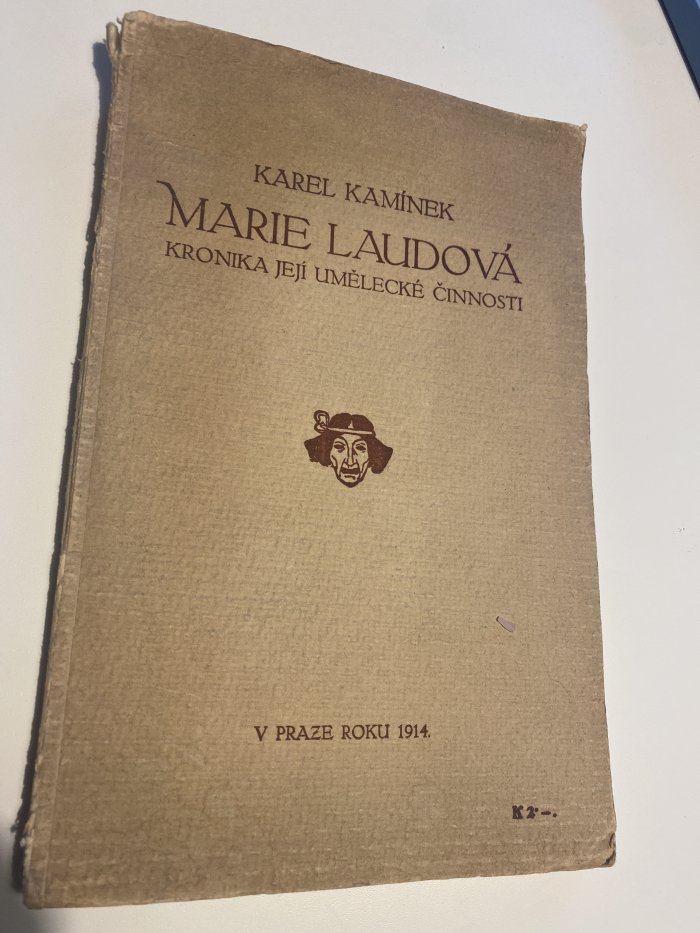 KAREL KAMÍNEK
MARIE LAUDOVÁ
KRONIKA JEJÍ UMĚLECKÉ ČINNOSTI
V PRAZE ROKU 1914.
K 2·–.